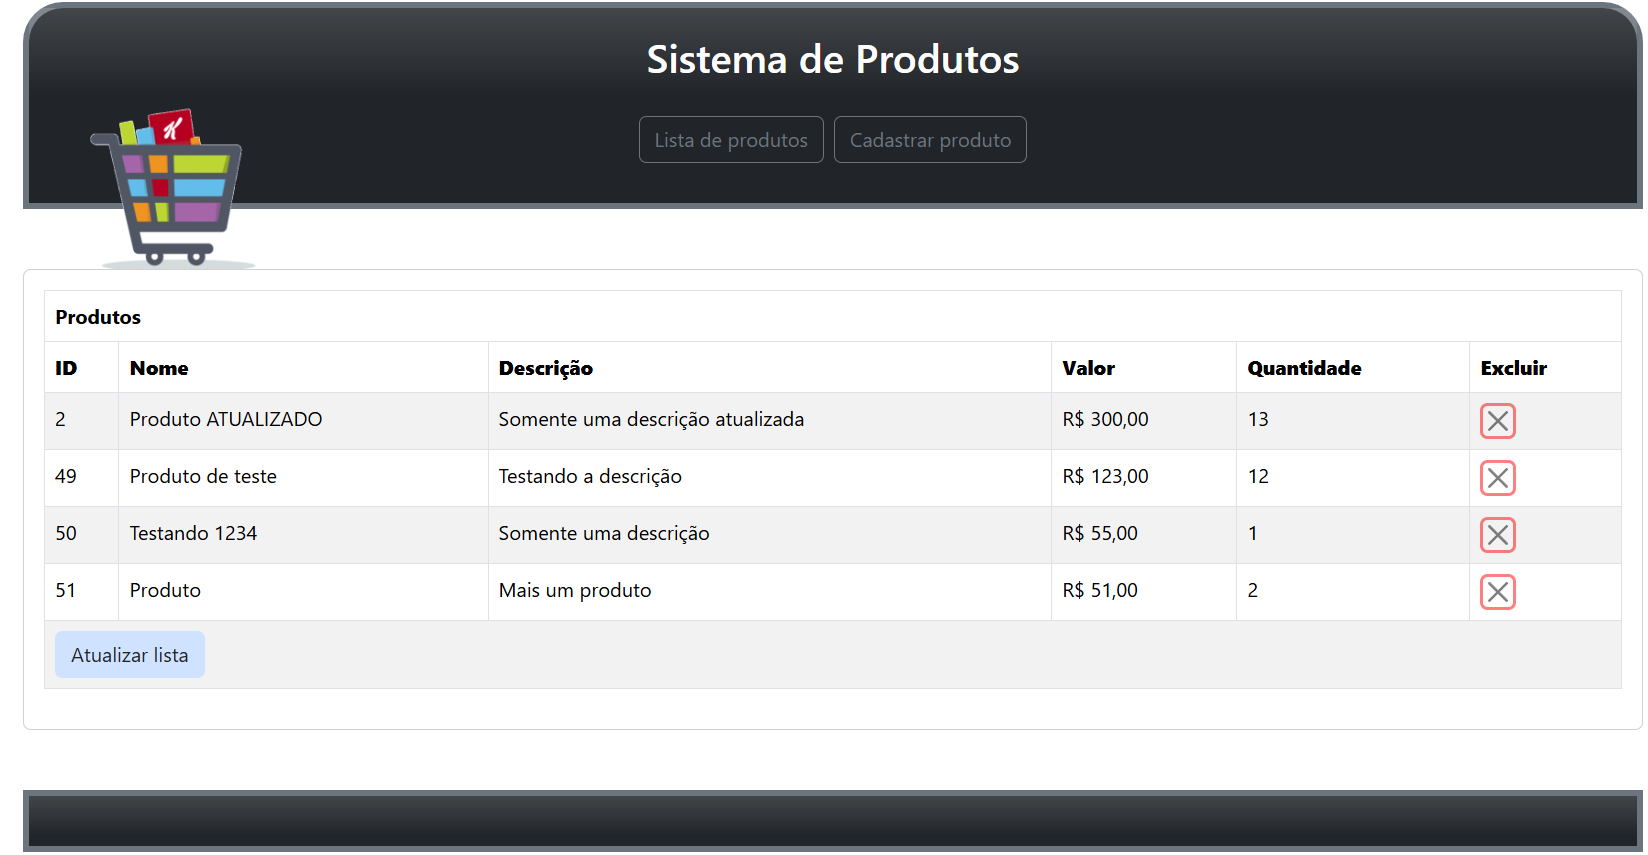 Sistema de Produtos
Lista de produtos Cadastrar produto
K
Produtos
ID Nome Descrição Valor Quantidade Excluir
2 Produto ATUALIZADO Somente uma descrição atualizada R$ 300,00 13
49 Produto de teste Testando a descrição R$ 123,00 12
50 Testando 1234 Somente uma descrição R$ 55,00 1
51 Produto Mais um produto R$ 51,00 2
Atualizar lista